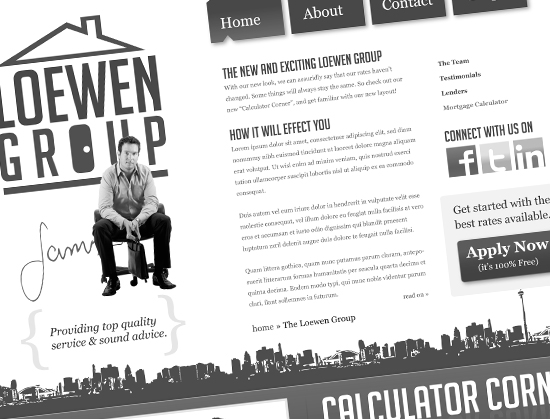 Home
About
Contact
LOEWEN
GROUP
THE NEW AND EXCITING LOEWEN GROUP
With our new look, we can assuredly say that our rates haven't
changed. Some things will always stay the same. So check out our
new "Calculator Corner", and get familiar with our new layout!
HOW IT WILL EFFECT YOU
Lorem ipsum dolor sit amet, consectetuer adipiscing elit, sed diam
nonummy nibh euismod tincidunt ut laoreet dolore magna aliquam
erat volutpat. Ut wisi enim ad minim veniam, quis nostrud exerci
tation ullamcorper suscipit lobortis nisl ut aliquip ex ea commodo
consequat.
Duis autem vel eum iriure dolor in hendrerit in vulputate velit esse
molestie consequat, vel illum dolore eu feugiat nulla facilisis at vero
eros et accumsan et iusto odio dignissim qui blandit praesent
luptatum zzril delenit augue duis dolore te feugait nulla facilisi.
Quam littera gothica, quam nunc putamus parum claram, antepo-
suerit litterarum formas humanitatis per seacula quarta decima et
quinta decima. Eodem modo typi, qui nunc nobis videntur parum
clari, fiant sollemnes in futurum.
read on »
home » The Loewen Group
The Team
Testimonials
Lenders
Mortgage Calculator
CONNECT WITH US ON
f t in
Get started with the
best rates available.
Apply Now
(it's 100% Free)
{ Providing top quality
service & sound advice. }
CALCULATOR CORN